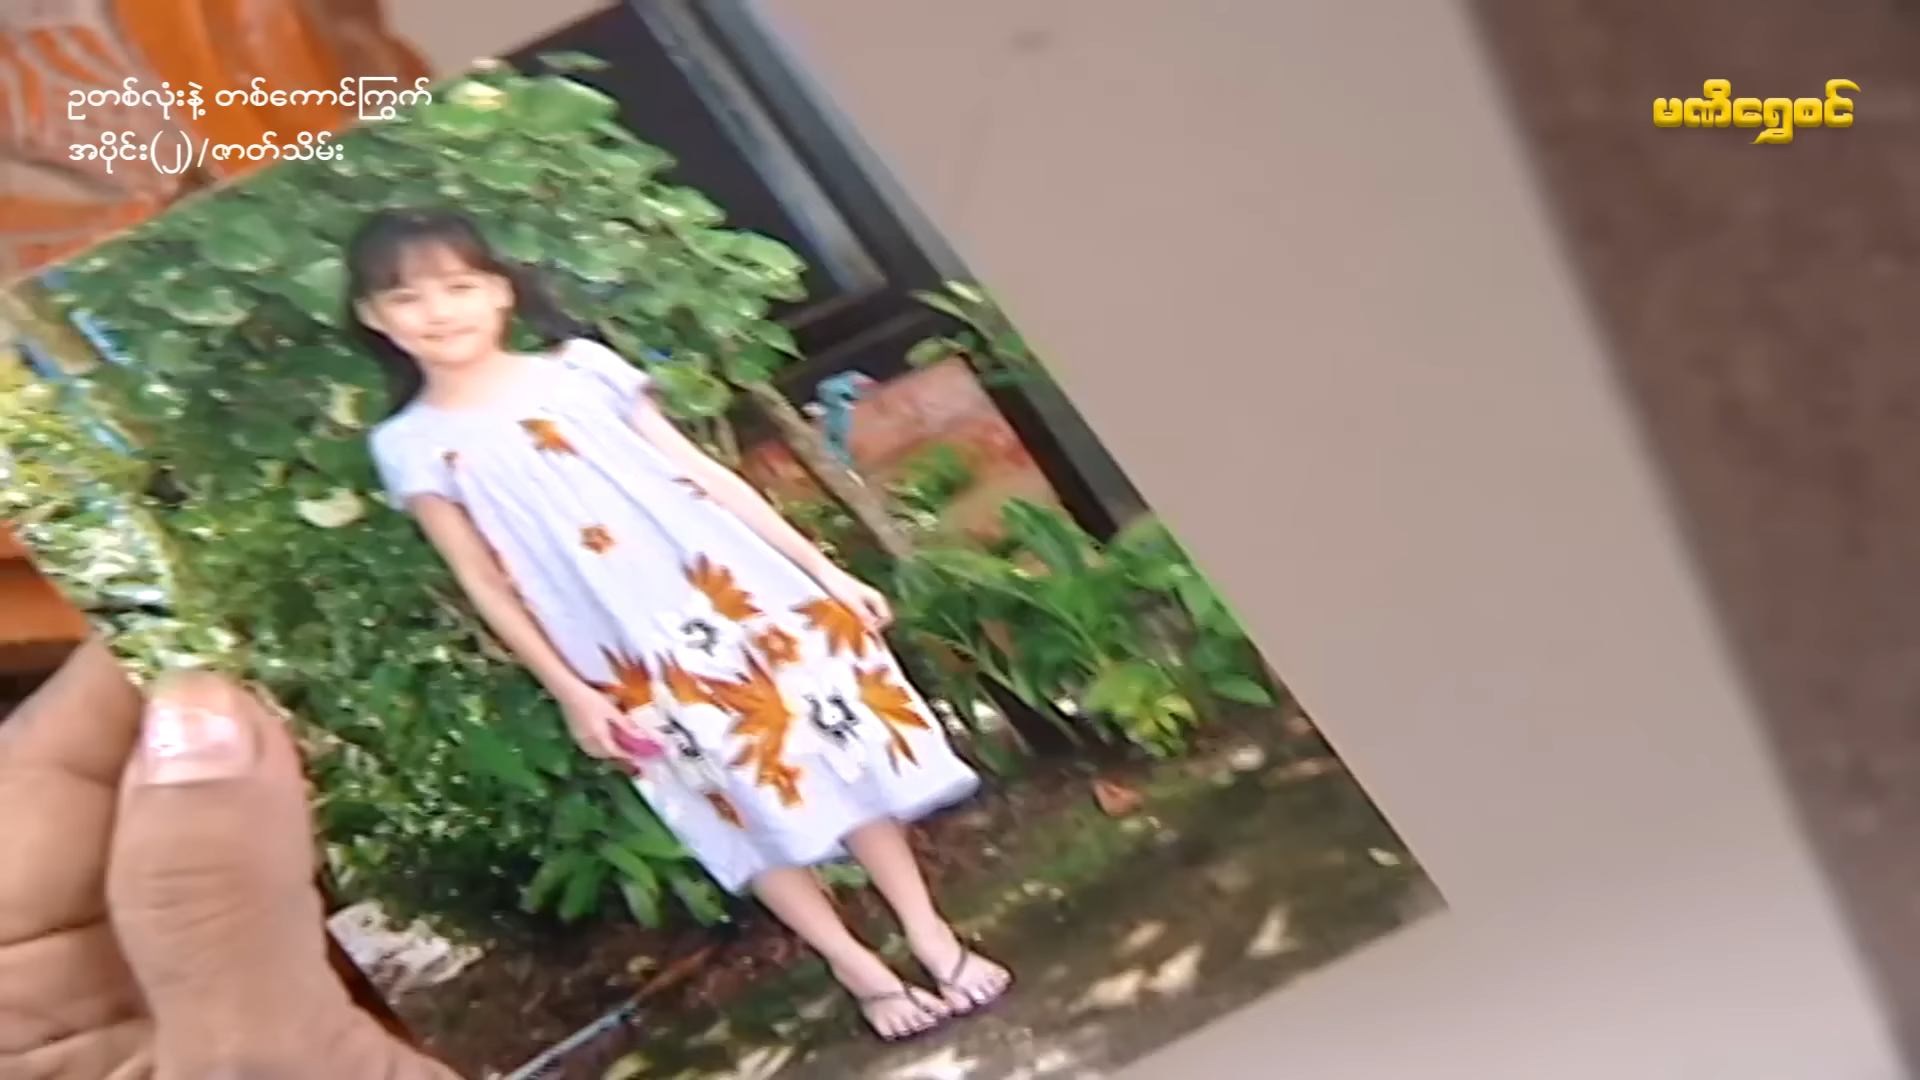 ဥတစ်လုံးနဲ့ တစ်ကောင်ကြွက်
အပိုင်း(၂)/ဇာတ်သိမ်း
မဏိရွှေစင်